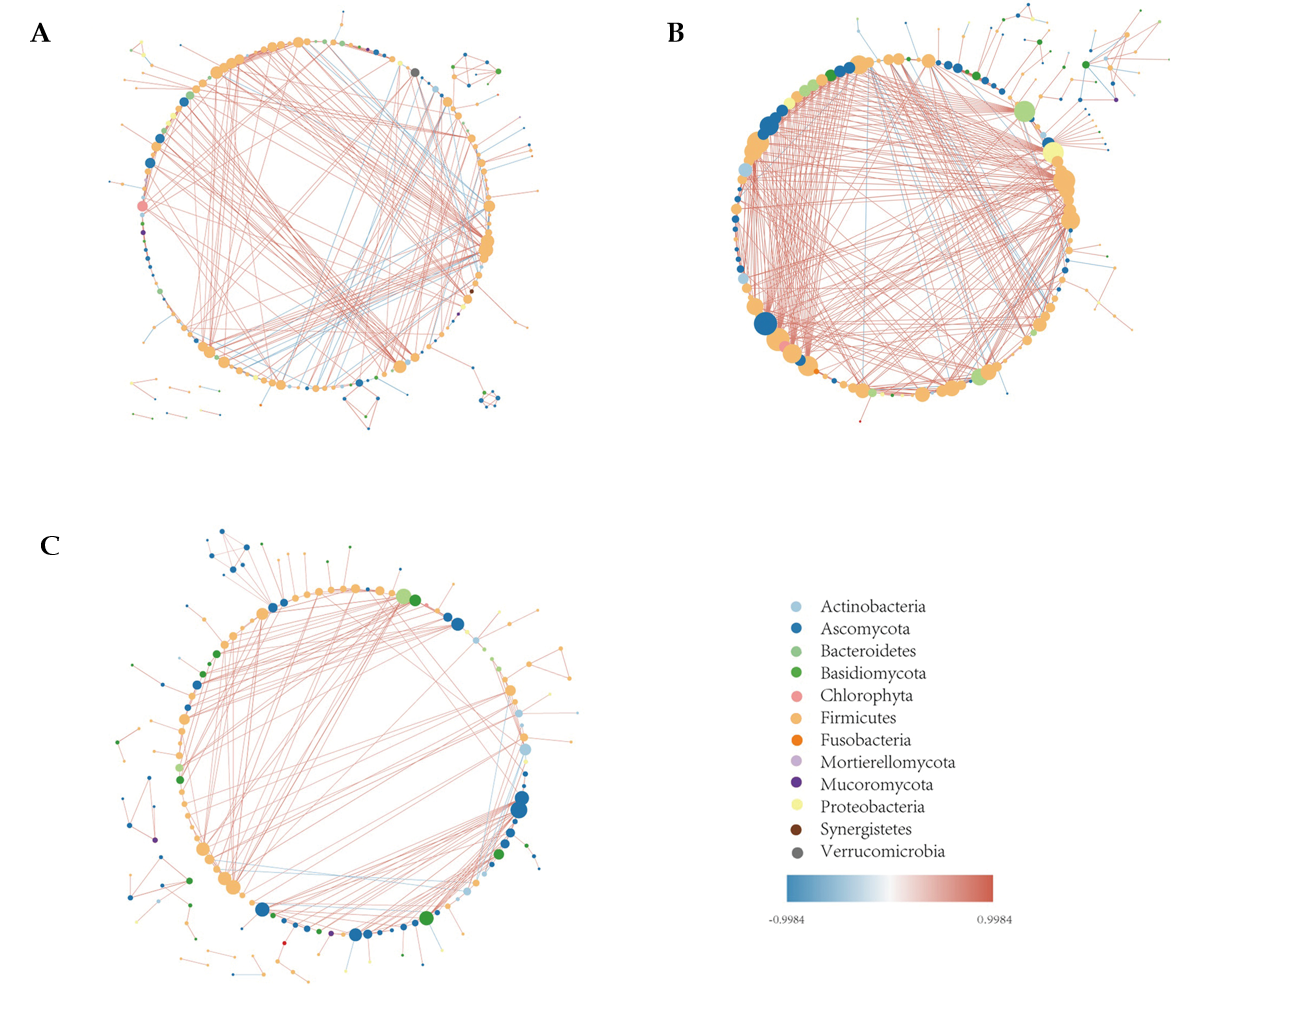 A
B
C
Actinobacteria
Ascomycota
Bacteroidetes
Basidiomycota
Chlorophyta
Firmicutes
Fusobacteria
Mortierellomycota
Mucoromycota
Proteobacteria
Synergistetes
Verrucomicrobia
-0.9984 0.9984